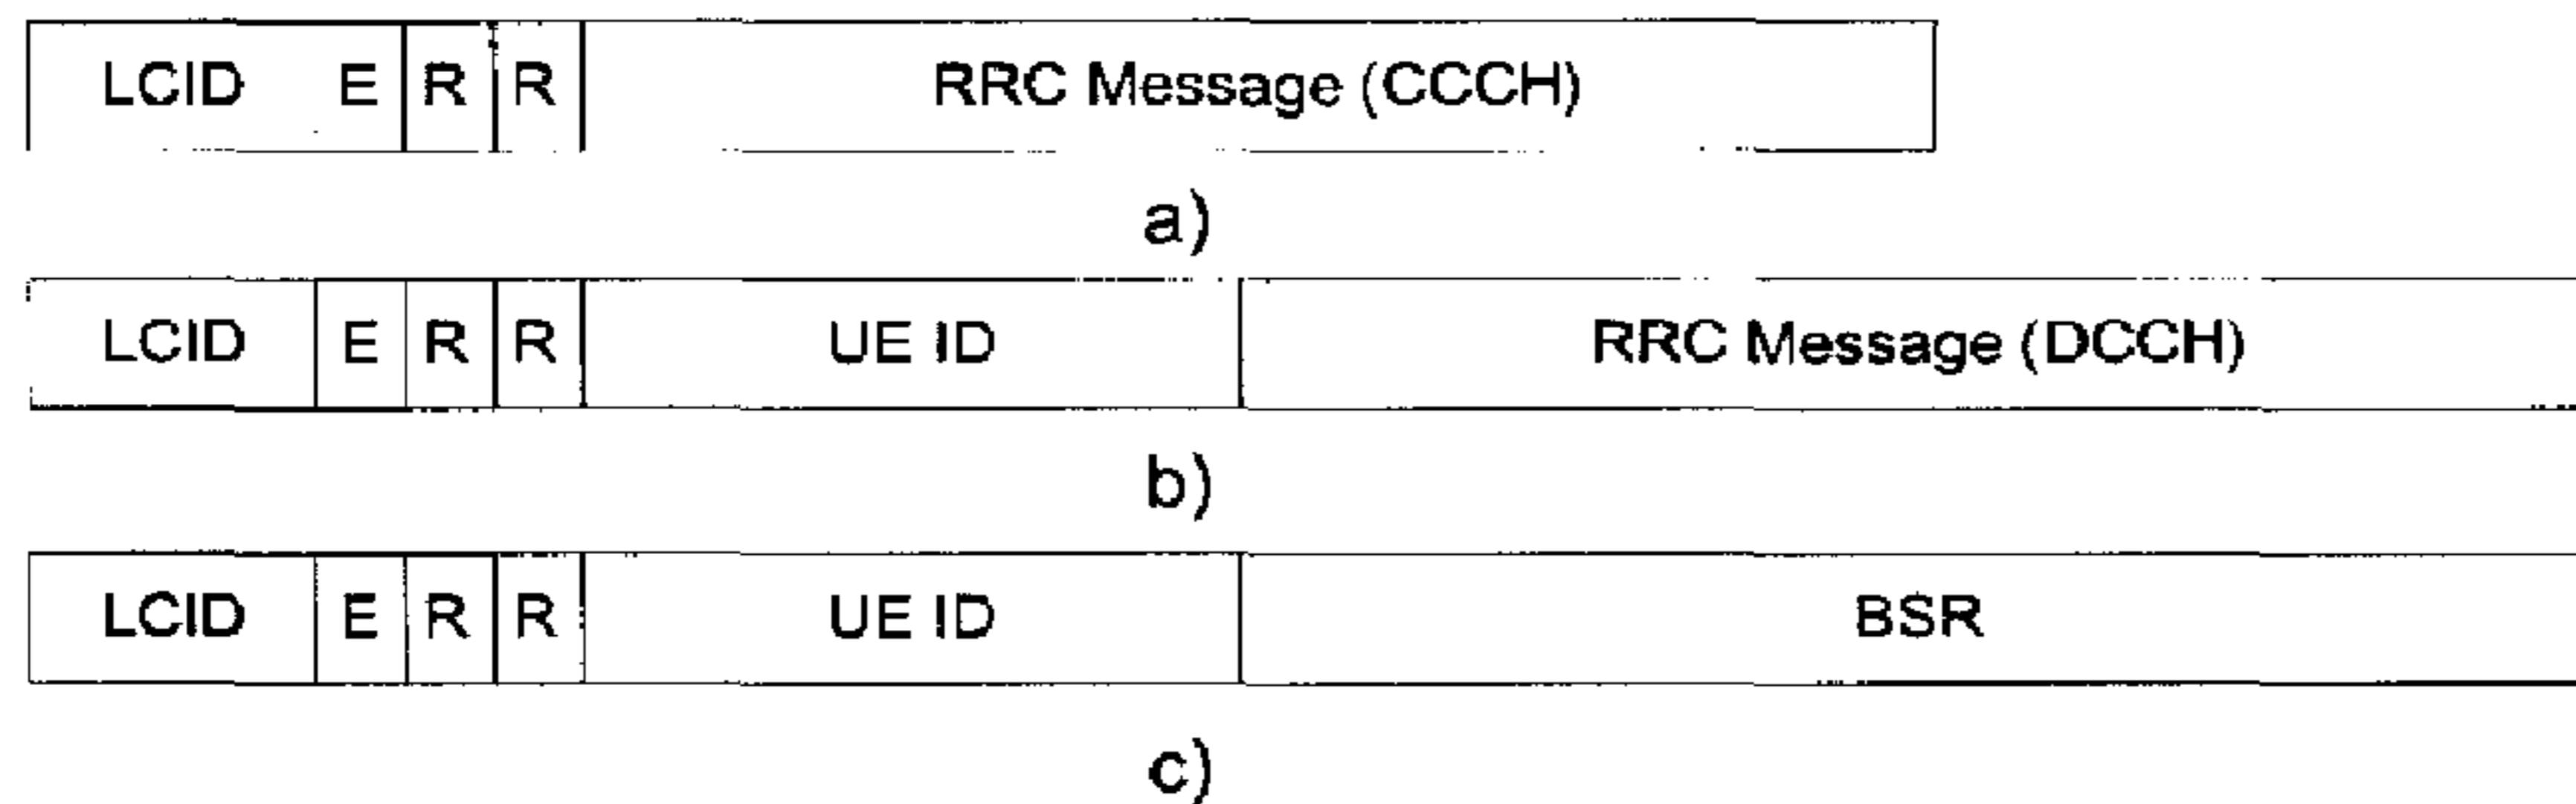 LCID E R R RRC Message (CCCH)
a)
LCID E R R UE ID RRC Message (DCCH)
b)
LCID E R R UE ID BSR
c)